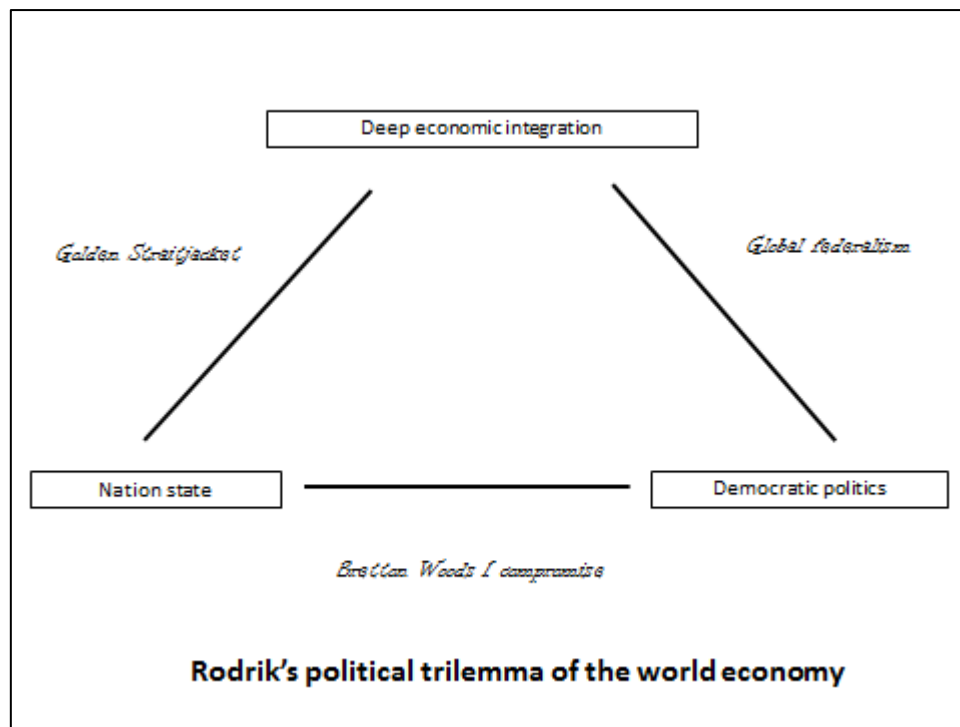 Deep economic integration
Golden Straitjacket
Global federalism
Nation state
Democratic politics
Bretton Woods I compromise
Rodrik’s political trilemma of the world economy